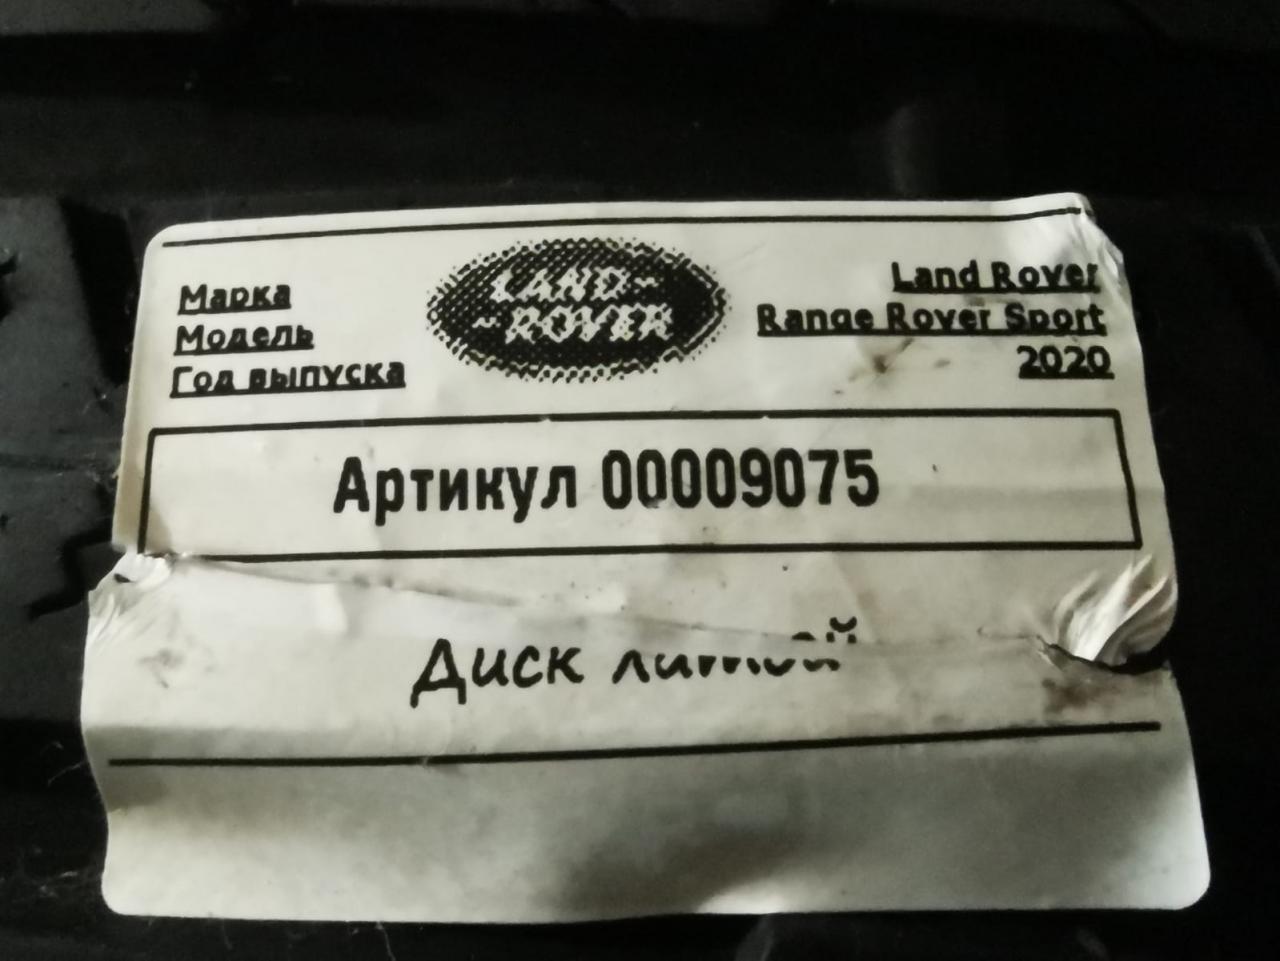 Марка
LAND-
-ROVER
Land Rover
Модель
Range Rover Sport
Год выпуска
2020
Артикул 00009075
Диск литой